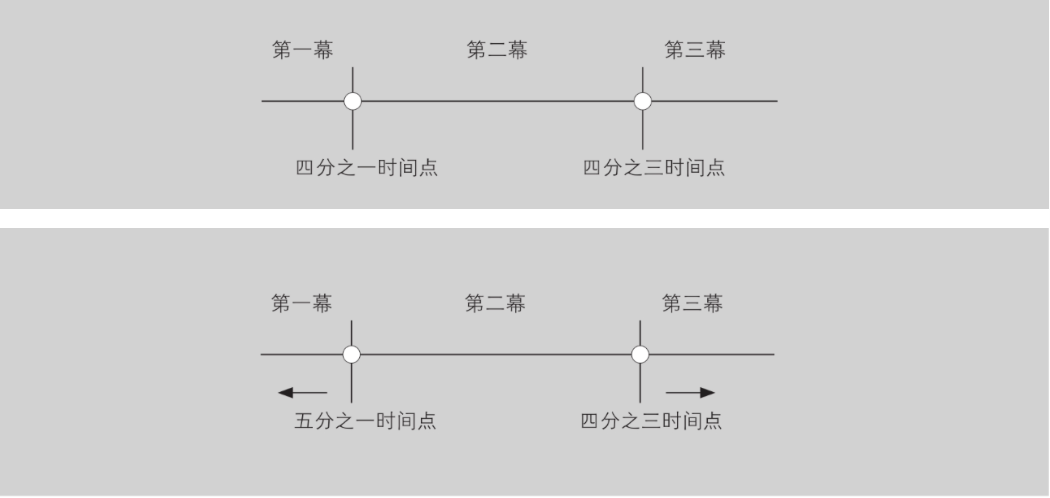 第一幕 第二幕 第三幕
四分之一时间点 四分之三时间点
第一幕 第二幕 第三幕
五分之一时间点 四分之三时间点